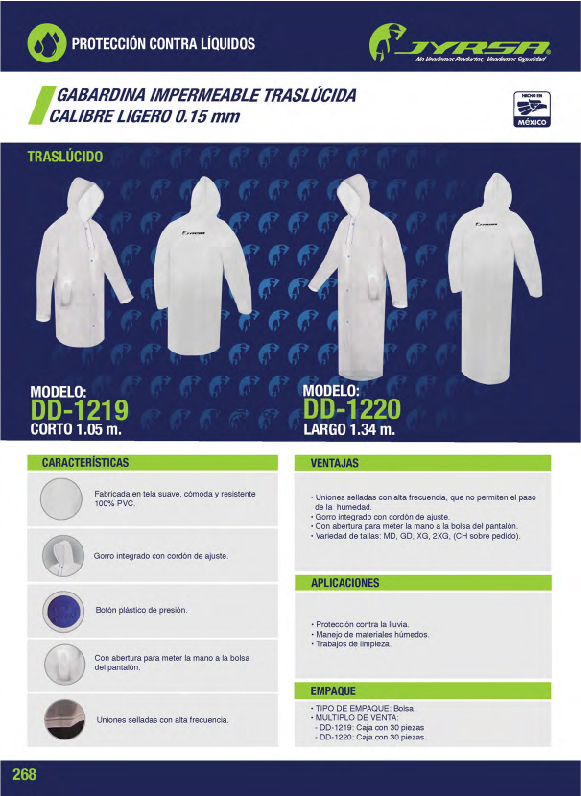 PROTECCIÓN CONTRA LÍQUIDOS
JYRSA®
No Vendemos Productos, Vendemos Seguridad
GABARDINA IMPERMEABLE TRASLÚCIDA
CALIBRE LIGERO 0.15 mm
HECHO EN
MÉXICO
TRASLÚCIDO
JYRSA
JYRSA
MODELO:
DD-1219
CORTO 1.05 m.
MODELO:
DD-1220
LARGO 1.34 m.
CARACTERÍSTICAS
Fabricada en tela suave, cómoda y resistente
100% PVC.
Gorro integrado con cordón de ajuste.
Botón plástico de presión.
Con abertura para meter la mano a la bolsa
del pantalón.
Uniones selladas con alta frecuencia.
VENTAJAS
• Uniones selladas con alta frecuencia, que no permiten el paso
de la humedad.
• Gorro integrado con cordón de ajuste.
• Con abertura para meter la mano a la bolsa del pantalón.
• Variedad de tallas: MD, GD, XG, 2XG, (CH sobre pedido).
APLICACIONES
• Protección contra la lluvia.
• Manejo de materiales húmedos.
• Trabajos de limpieza.
EMPAQUE
• TIPO DE EMPAQUE: Bolsa
• MULTIPLO DE VENTA:
- DD-1219: Caja con 30 piezas
- DD-1220: Caja con 30 piezas
268